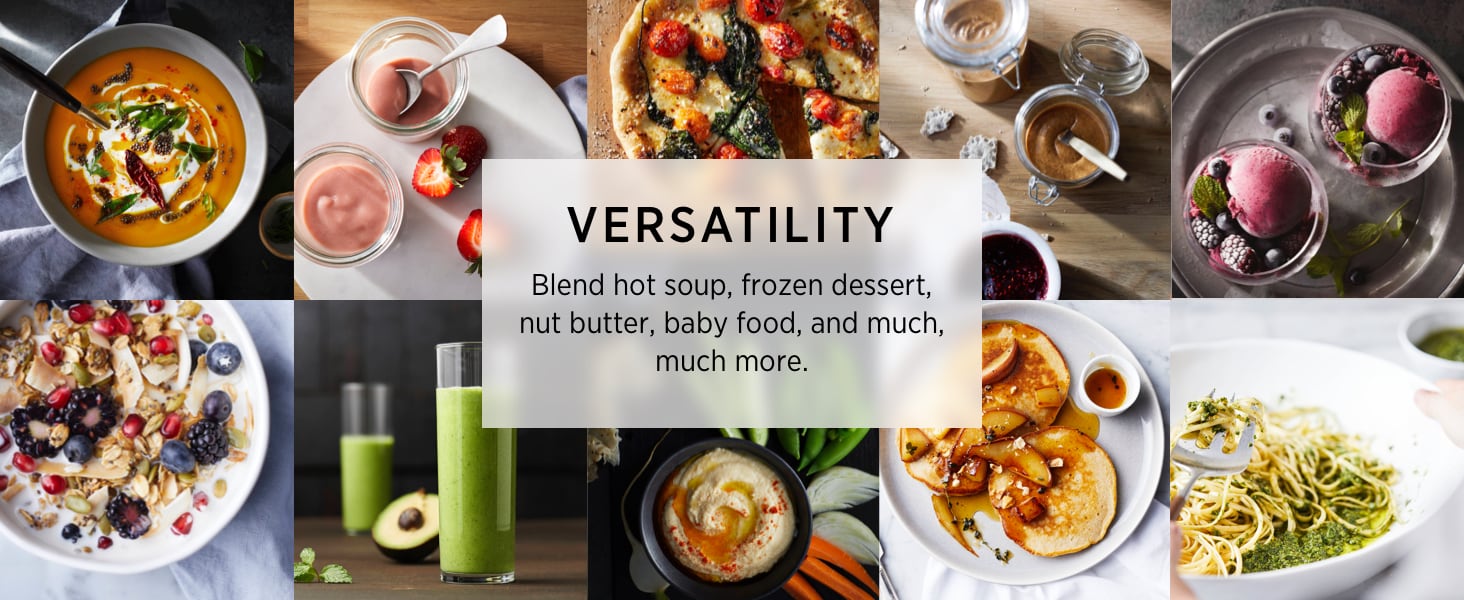 VERSATILITY
Blend hot soup, frozen dessert,
nut butter, baby food, and much,
much more.